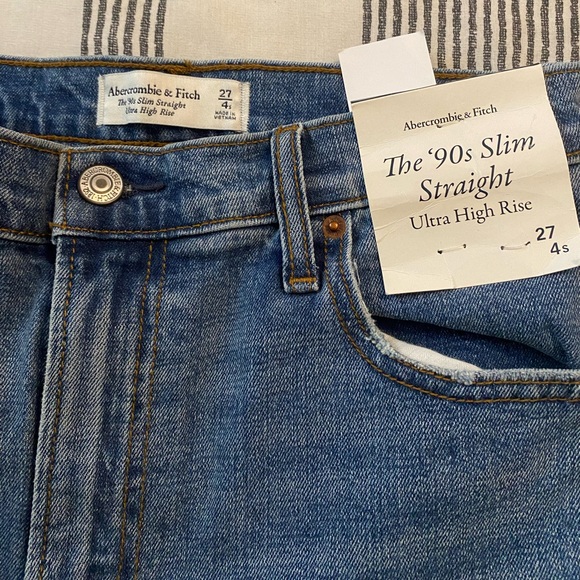 Abercrombie & Fitch
The '90s Slim Straight
Ultra High Rise
27
4s
MADE IN
VIETNAM
Abercrombie & Fitch
The '90s Slim
Straight
Ultra High Rise
27
4s